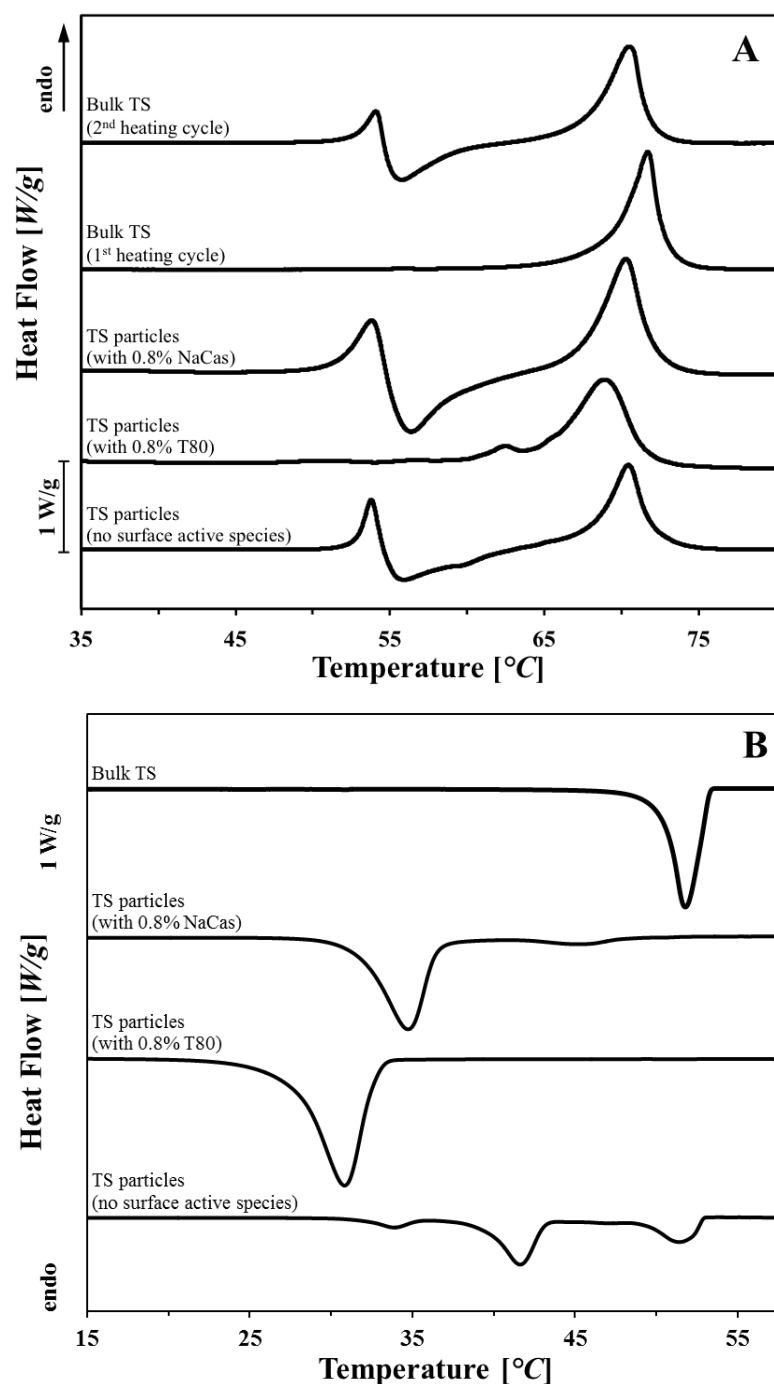 A
endo
Bulk TS
(2nd heating cycle)
Bulk TS
(1st heating cycle)
TS particles
(with 0.8% NaCas)
TS particles
(with 0.8% T80)
TS particles
(no surface active species)
Heat Flow [W/g]
1 W/g
35 45 55 65 75
Temperature [°C]
B
Bulk TS
1 W/g
TS particles
(with 0.8% NaCas)
TS particles
(with 0.8% T80)
TS particles
(no surface active species)
Heat Flow [W/g]
endo
15 25 35 45 55
Temperature [°C]